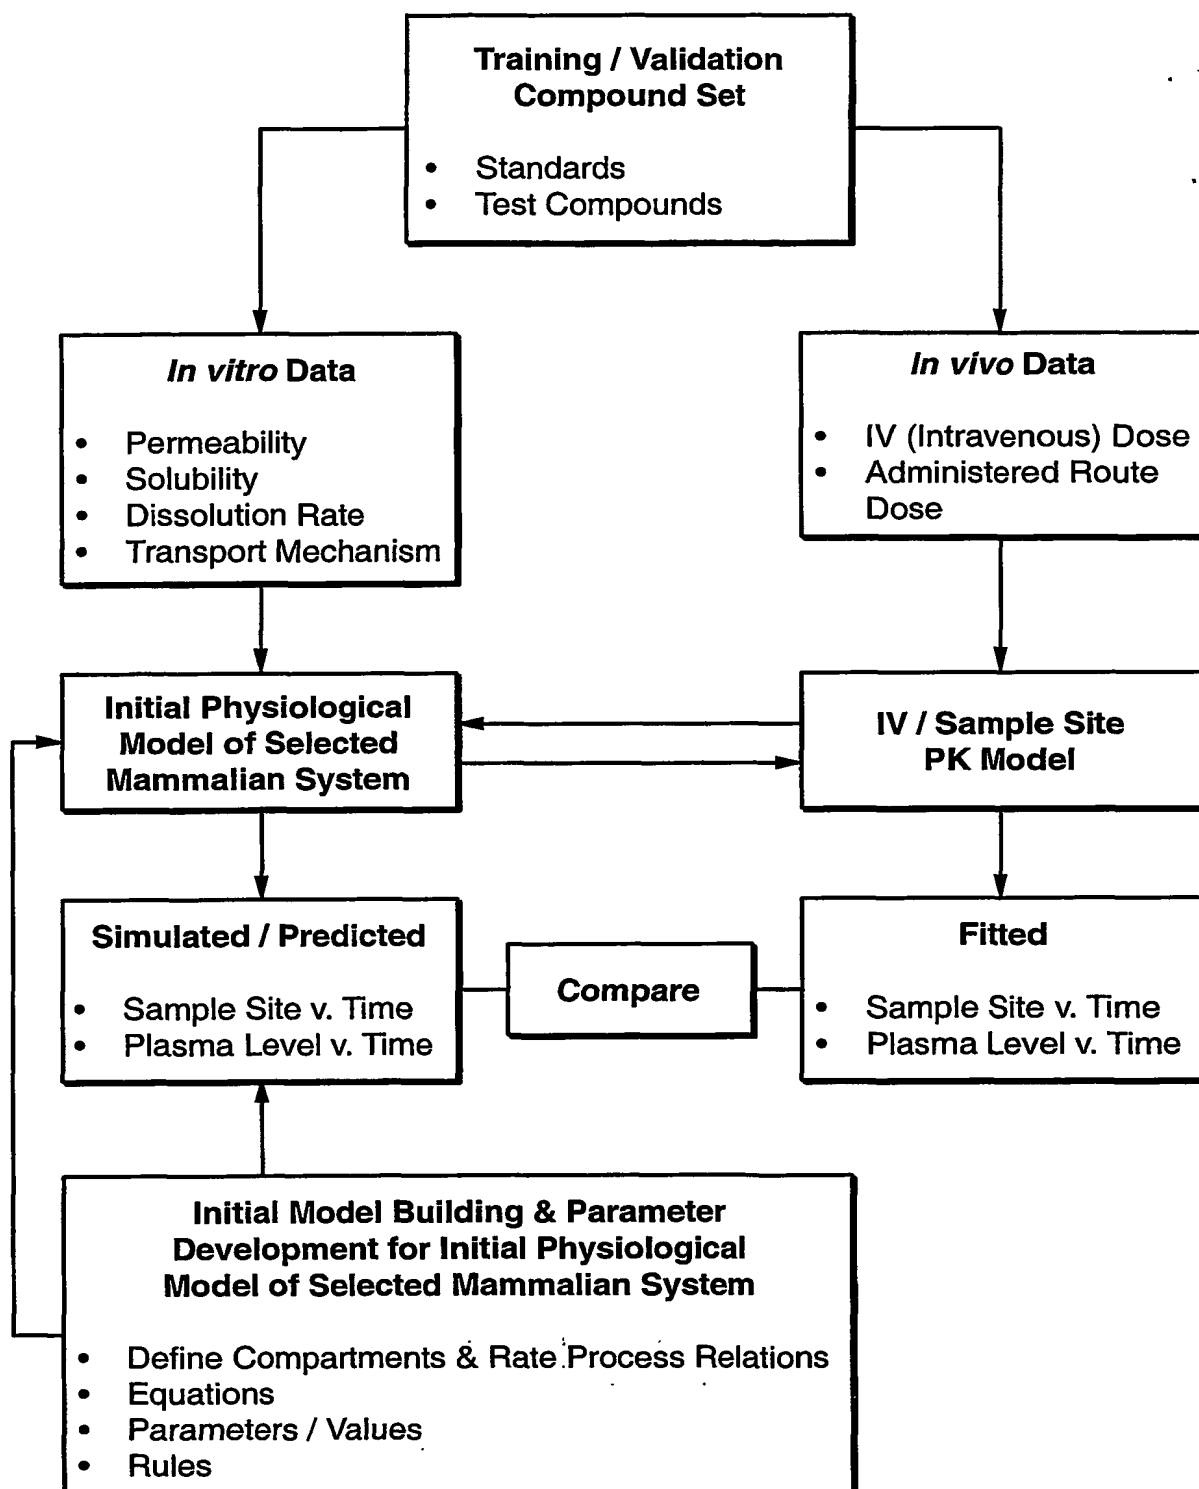 Training / Validation
Compound Set
• Standards
• Test Compounds
In vitro Data
• Permeability
• Solubility
• Dissolution Rate
• Transport Mechanism
In vivo Data
• IV (Intravenous) Dose
• Administered Route
Dose
Initial Physiological
Model of Selected
Mammalian System
IV / Sample Site
PK Model
Simulated / Predicted
• Sample Site v. Time
• Plasma Level v. Time
Compare
Fitted
• Sample Site v. Time
• Plasma Level v. Time
Initial Model Building & Parameter
Development for Initial Physiological
Model of Selected Mammalian System
• Define Compartments & Rate Process Relations
• Equations
• Parameters / Values
• Rules